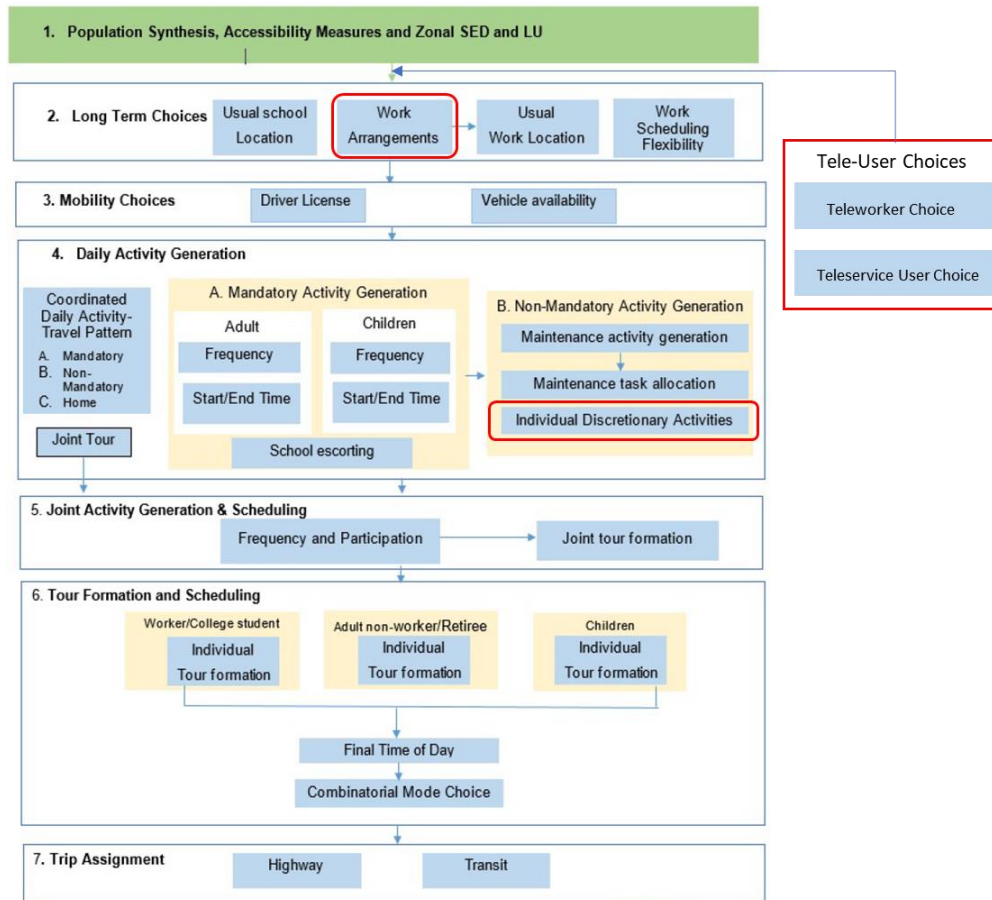 1. Population Synthesis, Accessibility Measures and Zonal SED and LU
2. Long Term Choices
Usual school
Location
Work
Arrangements
Usual
Work Location
Work
Scheduling
Flexibility
Tele-User Choices
Teleworker Choice
Teleservice User Choice
3. Mobility Choices
Driver License
Vehicle availability
4. Daily Activity Generation
Coordinated
Daily Activity-
Travel Pattern
A. Mandatory
B. Non-
Mandatory
C. Home
Joint Tour
A. Mandatory Activity Generation
Adult
Frequency
Start/End Time
Children
Frequency
Start/End Time
School escorting
B. Non-Mandatory Activity Generation
Maintenance activity generation
Maintenance task allocation
Individual Discretionary Activities
5. Joint Activity Generation & Scheduling
Frequency and Participation
Joint tour formation
6. Tour Formation and Scheduling
Worker/College student
Individual
Tour formation
Adult non-worker/Retiree
Individual
Tour formation
Children
Individual
Tour formation
Final Time of Day
Combinatorial Mode Choice
7. Trip Assignment
Highway
Transit